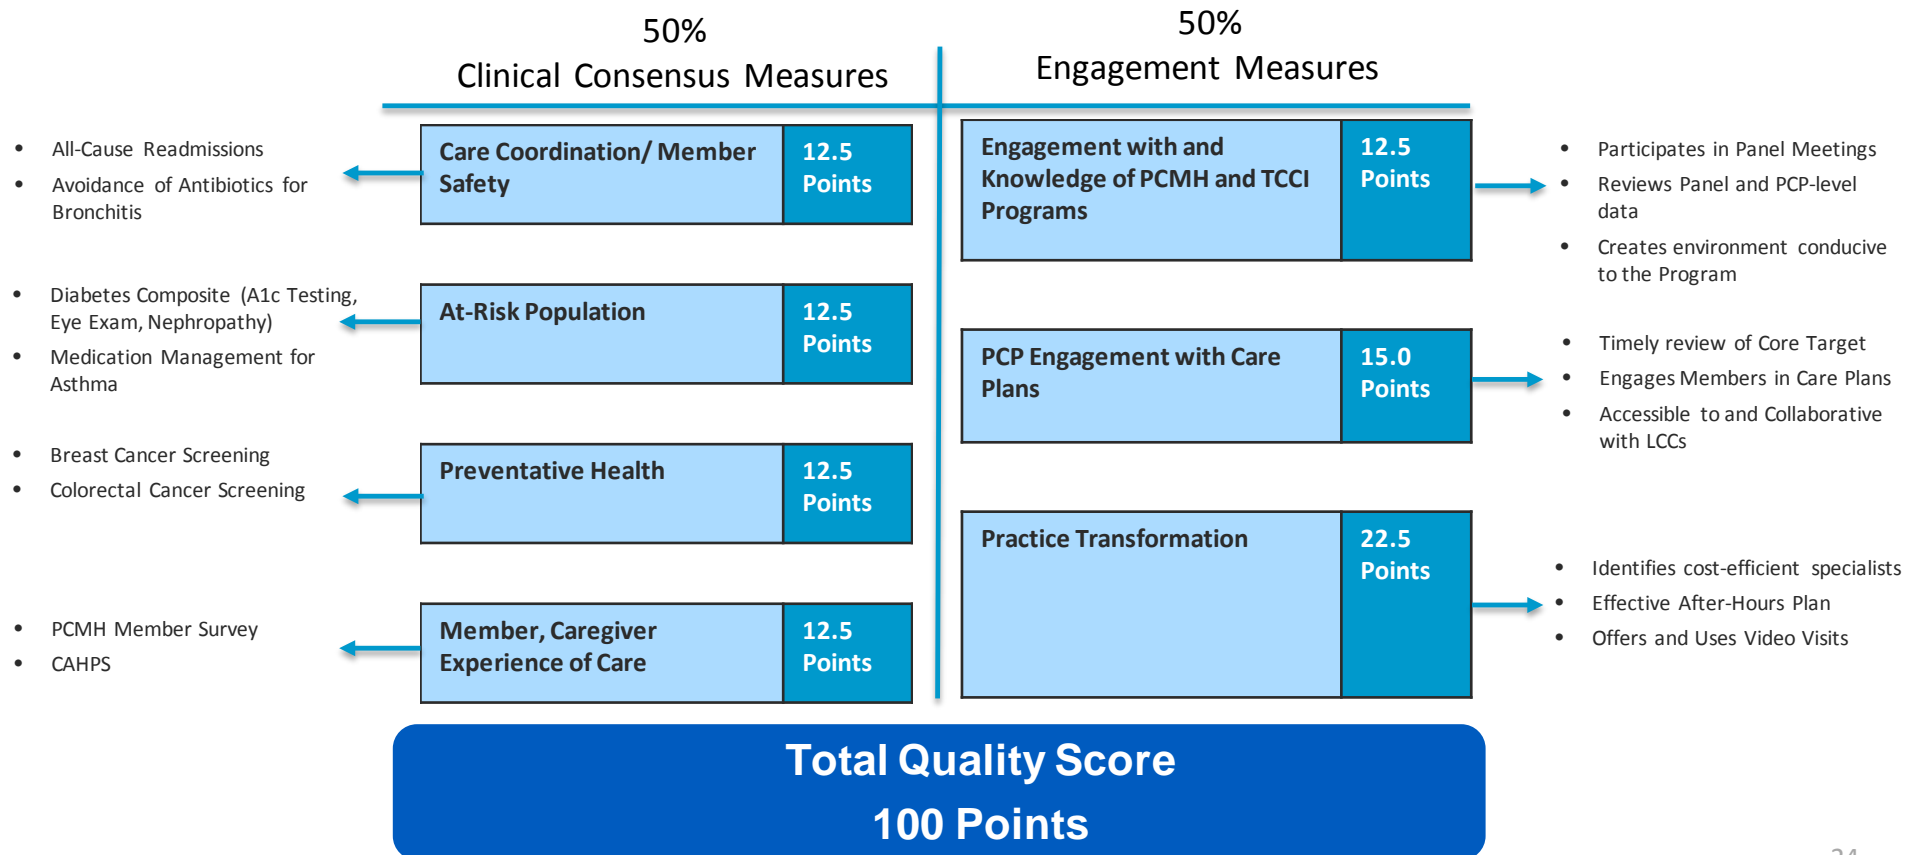 50%
Clinical Consensus Measures
50%
Engagement Measures
• All-Cause Readmissions
• Avoidance of Antibiotics for
Bronchitis
Care Coordination/ Member
Safety
12.5
Points
• Diabetes Composite (A1c Testing,
Eye Exam, Nephropathy)
• Medication Management for
Asthma
At-Risk Population
12.5
Points
• Breast Cancer Screening
• Colorectal Cancer Screening
Preventative Health
12.5
Points
• PCMH Member Survey
• CAHPS
Member, Caregiver
Experience of Care
12.5
Points
Engagement with and
Knowledge of PCMH and TCCI
Programs
12.5
Points
• Participates in Panel Meetings
• Reviews Panel and PCP-level
data
• Creates environment conducive
to the Program
PCP Engagement with Care
Plans
15.0
Points
• Timely review of Core Target
• Engages Members in Care Plans
• Accessible to and Collaborative
with LCCs
Practice Transformation
22.5
Points
• Identifies cost-efficient specialists
• Effective After-Hours Plan
• Offers and Uses Video Visits
Total Quality Score
100 Points